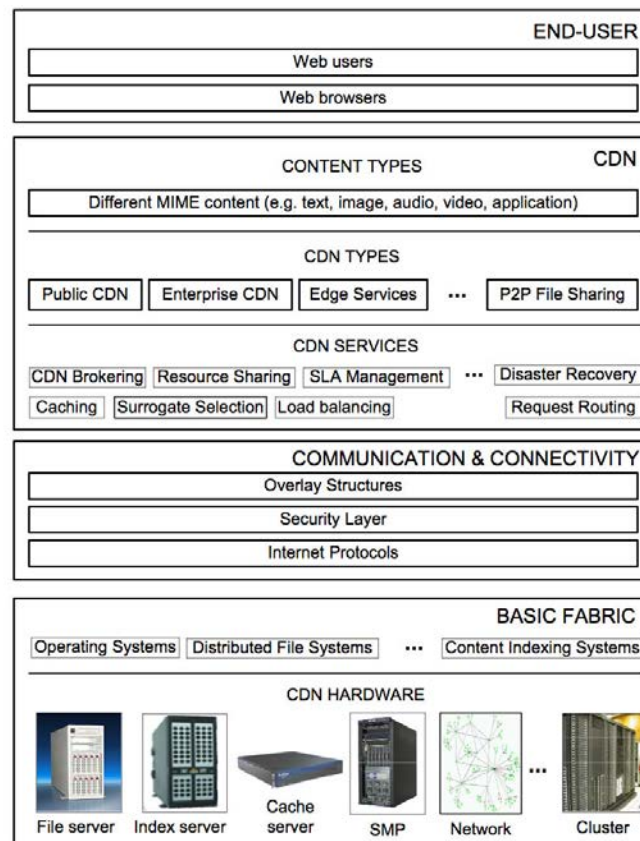 END-USER
Web users
Web browsers
CDN
CONTENT TYPES
Different MIME content (e.g. text, image, audio, video, application)
CDN TYPES
Public CDN Enterprise CDN Edge Services ... P2P File Sharing
CDN SERVICES
CDN Brokering Resource Sharing SLA Management ... Disaster Recovery
Caching Surrogate Selection Load balancing Request Routing
COMMUNICATION & CONNECTIVITY
Overlay Structures
Security Layer
Internet Protocols
BASIC FABRIC
Operating Systems Distributed File Systems ... Content Indexing Systems
CDN HARDWARE
...
File server Index server Cache server SMP Network Cluster